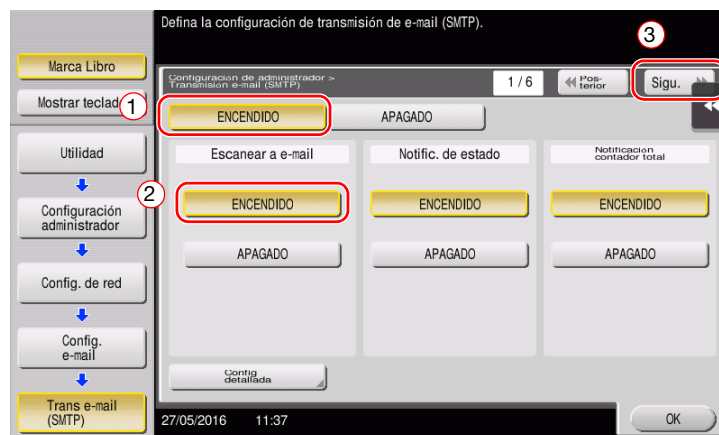 Defina la configuración de transmisión de e-mail (SMTP).
3
Marca Libro
Configuración de administrador >
Transmisión e-mail (SMTP)
1 / 6
Pos-
terior
Sigu.
Mostrar teclad
1
ENCENDIDO
APAGADO
Utilidad
Escanear a e-mail
Notific. de estado
Notificación
contador total
2
ENCENDIDO
ENCENDIDO
ENCENDIDO
Configuración
administrador
APAGADO
APAGADO
APAGADO
Config. de red
Config.
e-mail
Config
detallada
Trans e-mail
(SMTP)
27/05/2016 11:37
OK